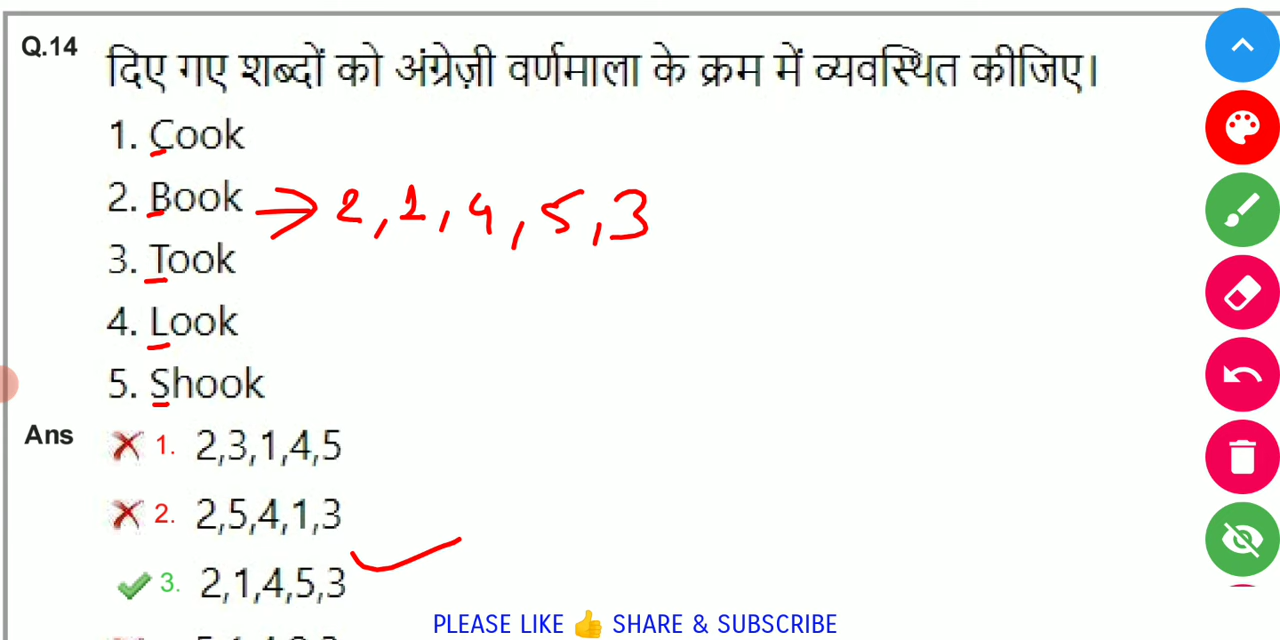 Q.14 दिए गए शब्दों को अंग्रेज़ी वर्णमाला के क्रम में व्यवस्थित कीजिए।
1. Cook
2. Book → 2, 1, 4, 5, 3
3. Took
4. Look
5. Shook
Ans 1. 2,3,1,4,5
2. 2,5,4,1,3
3. 2,1,4,5,3
PLEASE LIKE 👍 SHARE & SUBSCRIBE